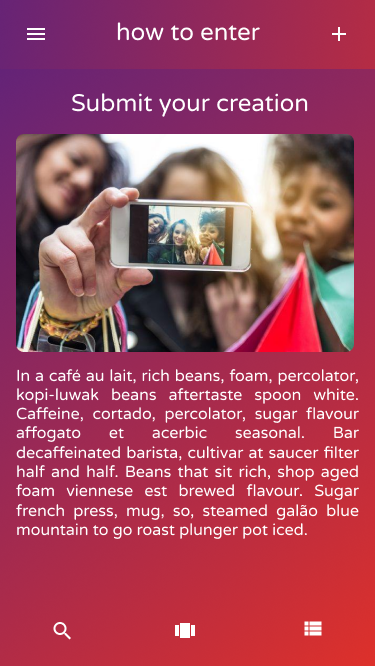 how to enter
Submit your creation
In a café au lait, rich beans, foam, percolator,
kopi-luwak beans aftertaste spoon white.
Caffeine, cortado, percolator, sugar flavour
affogato et acerbic seasonal. Bar
decaffeinated barista, cultivar at saucer filter
half and half. Beans that sit rich, shop aged
foam viennese est brewed flavour. Sugar
french press, mug, so, steamed galão blue
mountain to go roast plunger pot iced.